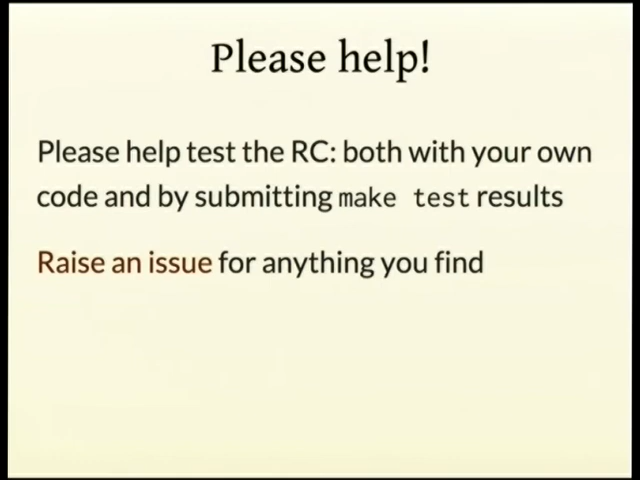 Please help!
Please help test the RC: both with your own
code and by submitting make test results
Raise an issue for anything you find